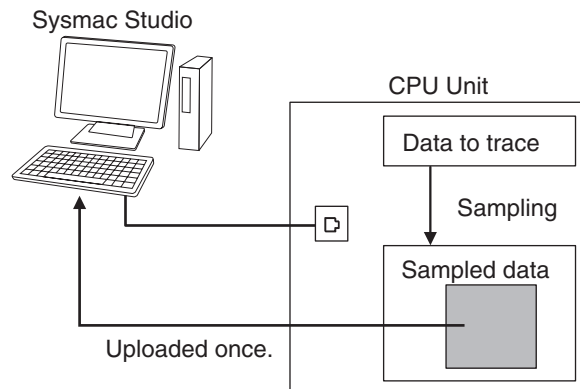 Sysmac Studio
CPU Unit
Data to trace
Sampling
Sampled data
Uploaded once.